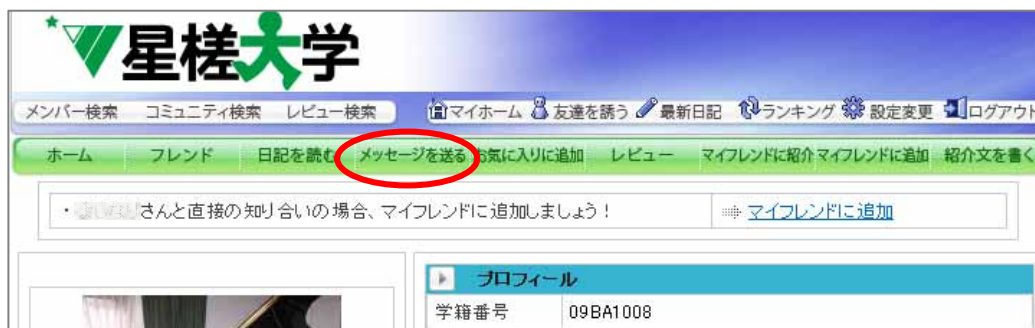 星槎大学
メンバー検索 コミュニティ検索 レビュー検索 マイホーム 友達を誘う 最新日記 ランキング 設定変更 ログアウト
ホーム フレンド 日記を読む メッセージを送る お気に入りに追加 レビュー マイフレンドに紹介 マイフレンドに追加 紹介文を書く
・ さんと直接の知り合いの場合、マイフレンドに追加しましょう! マイフレンドに追加
プロフィール
学籍番号 09BA1008